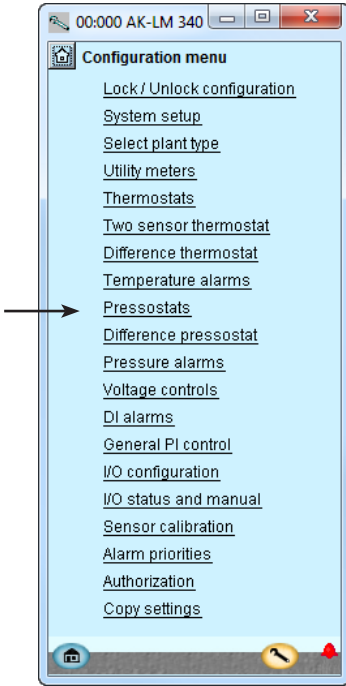 00:000 AK-LM 340
Configuration menu
Lock / Unlock configuration
System setup
Select plant type
Utility meters
Thermostats
Two sensor thermostat
Difference thermostat
Temperature alarms
Pressostats
Difference pressostat
Pressure alarms
Voltage controls
DI alarms
General PI control
I/O configuration
I/O status and manual
Sensor calibration
Alarm priorities
Authorization
Copy settings